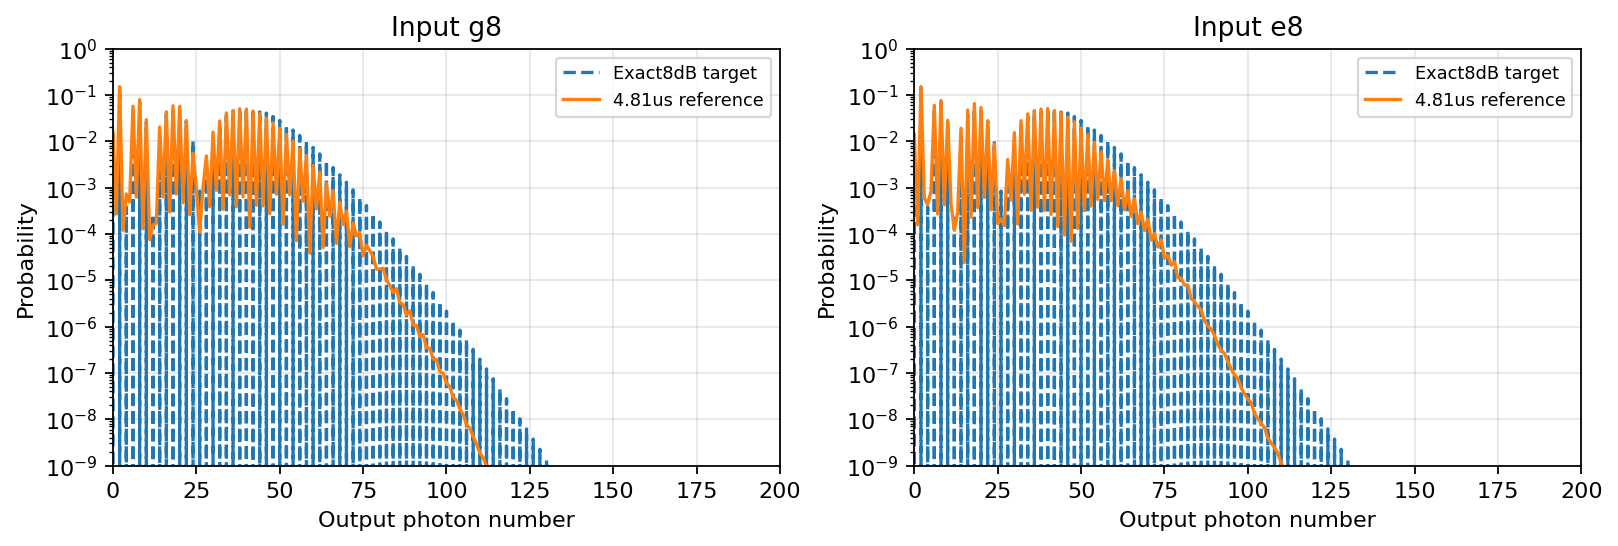 Input g8
Probability
10⁰
10⁻¹
10⁻²
10⁻³
10⁻⁴
10⁻⁵
10⁻⁶
10⁻⁷
10⁻⁸
10⁻⁹
Exact8dB target
4.81us reference
0 25 50 75 100 125 150 175 200
Output photon number
Input e8
Probability
10⁰
10⁻¹
10⁻²
10⁻³
10⁻⁴
10⁻⁵
10⁻⁶
10⁻⁷
10⁻⁸
10⁻⁹
Exact8dB target
4.81us reference
0 25 50 75 100 125 150 175 200
Output photon number